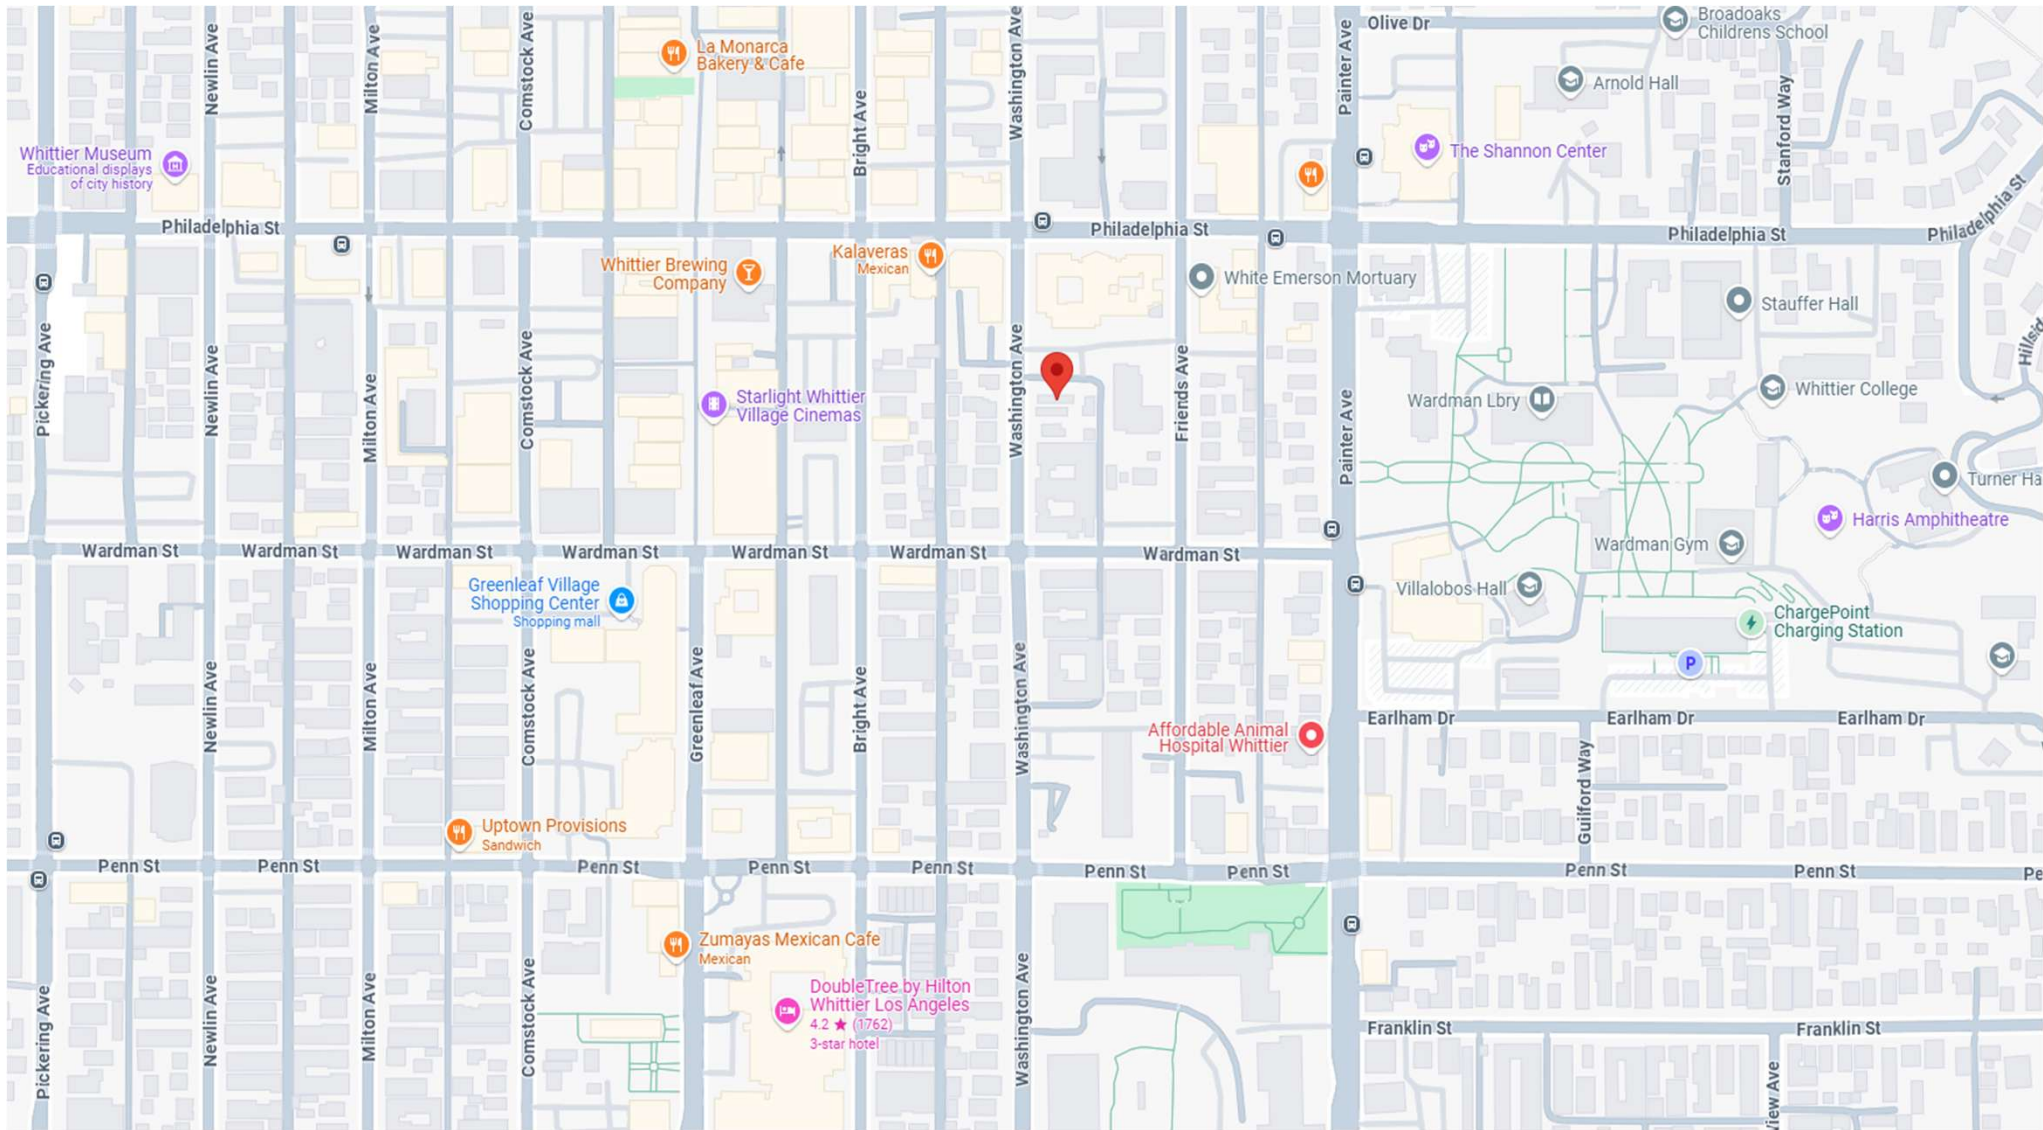 Olive Dr
Broadoaks
Childrens School
Newlin Ave
Milton Ave
Comstock Ave
La Monarca
Bakery & Cafe
Bright Ave
Washington Ave
Painter Ave
Arnold Hall
Stanford Way
Whittier Museum
Educational displays
of city history
The Shannon Center
Philadelphia St
Philadelphia St
Philadelphia St
Philadelphia St
Whittier Brewing
Company
Kalaveras
Mexican
White Emerson Mortuary
Stauffer Hall
Pickering Ave
Newlin Ave
Milton Ave
Comstock Ave
Starlight Whittier
Village Cinemas
Washington Ave
Friends Ave
Painter Ave
Wardman Lbry
Whittier College
Hillsid
Turner Ha
Harris Amphitheatre
Wardman Gym
Wardman St
Wardman St
Wardman St
Wardman St
Wardman St
Wardman St
Wardman St
Greenleaf Village
Shopping Center
Shopping mall
Villalobos Hall
ChargePoint
Charging Station
P
Newlin Ave
Milton Ave
Comstock Ave
Greenleaf Ave
Bright Ave
Washington Ave
Affordable Animal
Hospital Whittier
Earlham Dr
Earlham Dr
Earlham Dr
Guilford Way
Uptown Provisions
Sandwich
Penn St
Penn St
Penn St
Penn St
Penn St
Penn St
Penn St
Penn St
Penn St
Pe
Zumayas Mexican Cafe
Mexican
DoubleTree by Hilton
Whittier Los Angeles
4.2 ★ (1762)
3-star hotel
Pickering Ave
Newlin Ave
Milton Ave
Comstock Ave
Washington Ave
Franklin St
Franklin St
view Ave